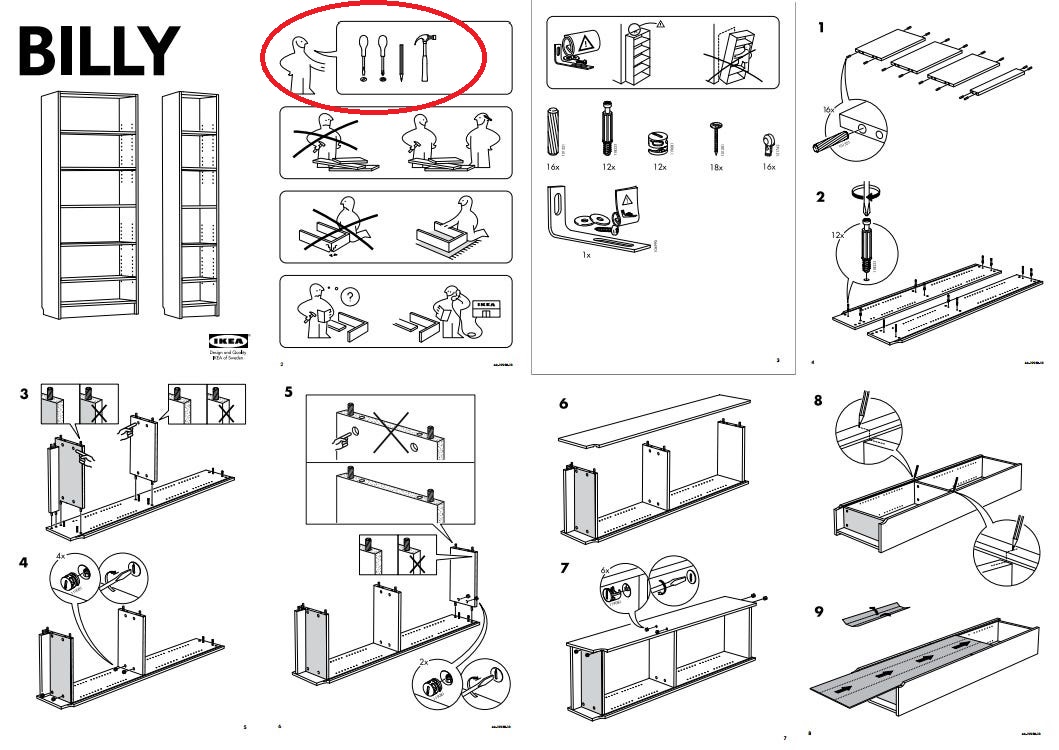 BILLY
IKEA
Design and Quality
IKEA of Sweden
?
IKEA
2
16x
12x
12x
18x
16x
1x
3
1
16x
2
12x
4
3
4
4x
5
5
2x
6
6
7
6x
7
8
9
8